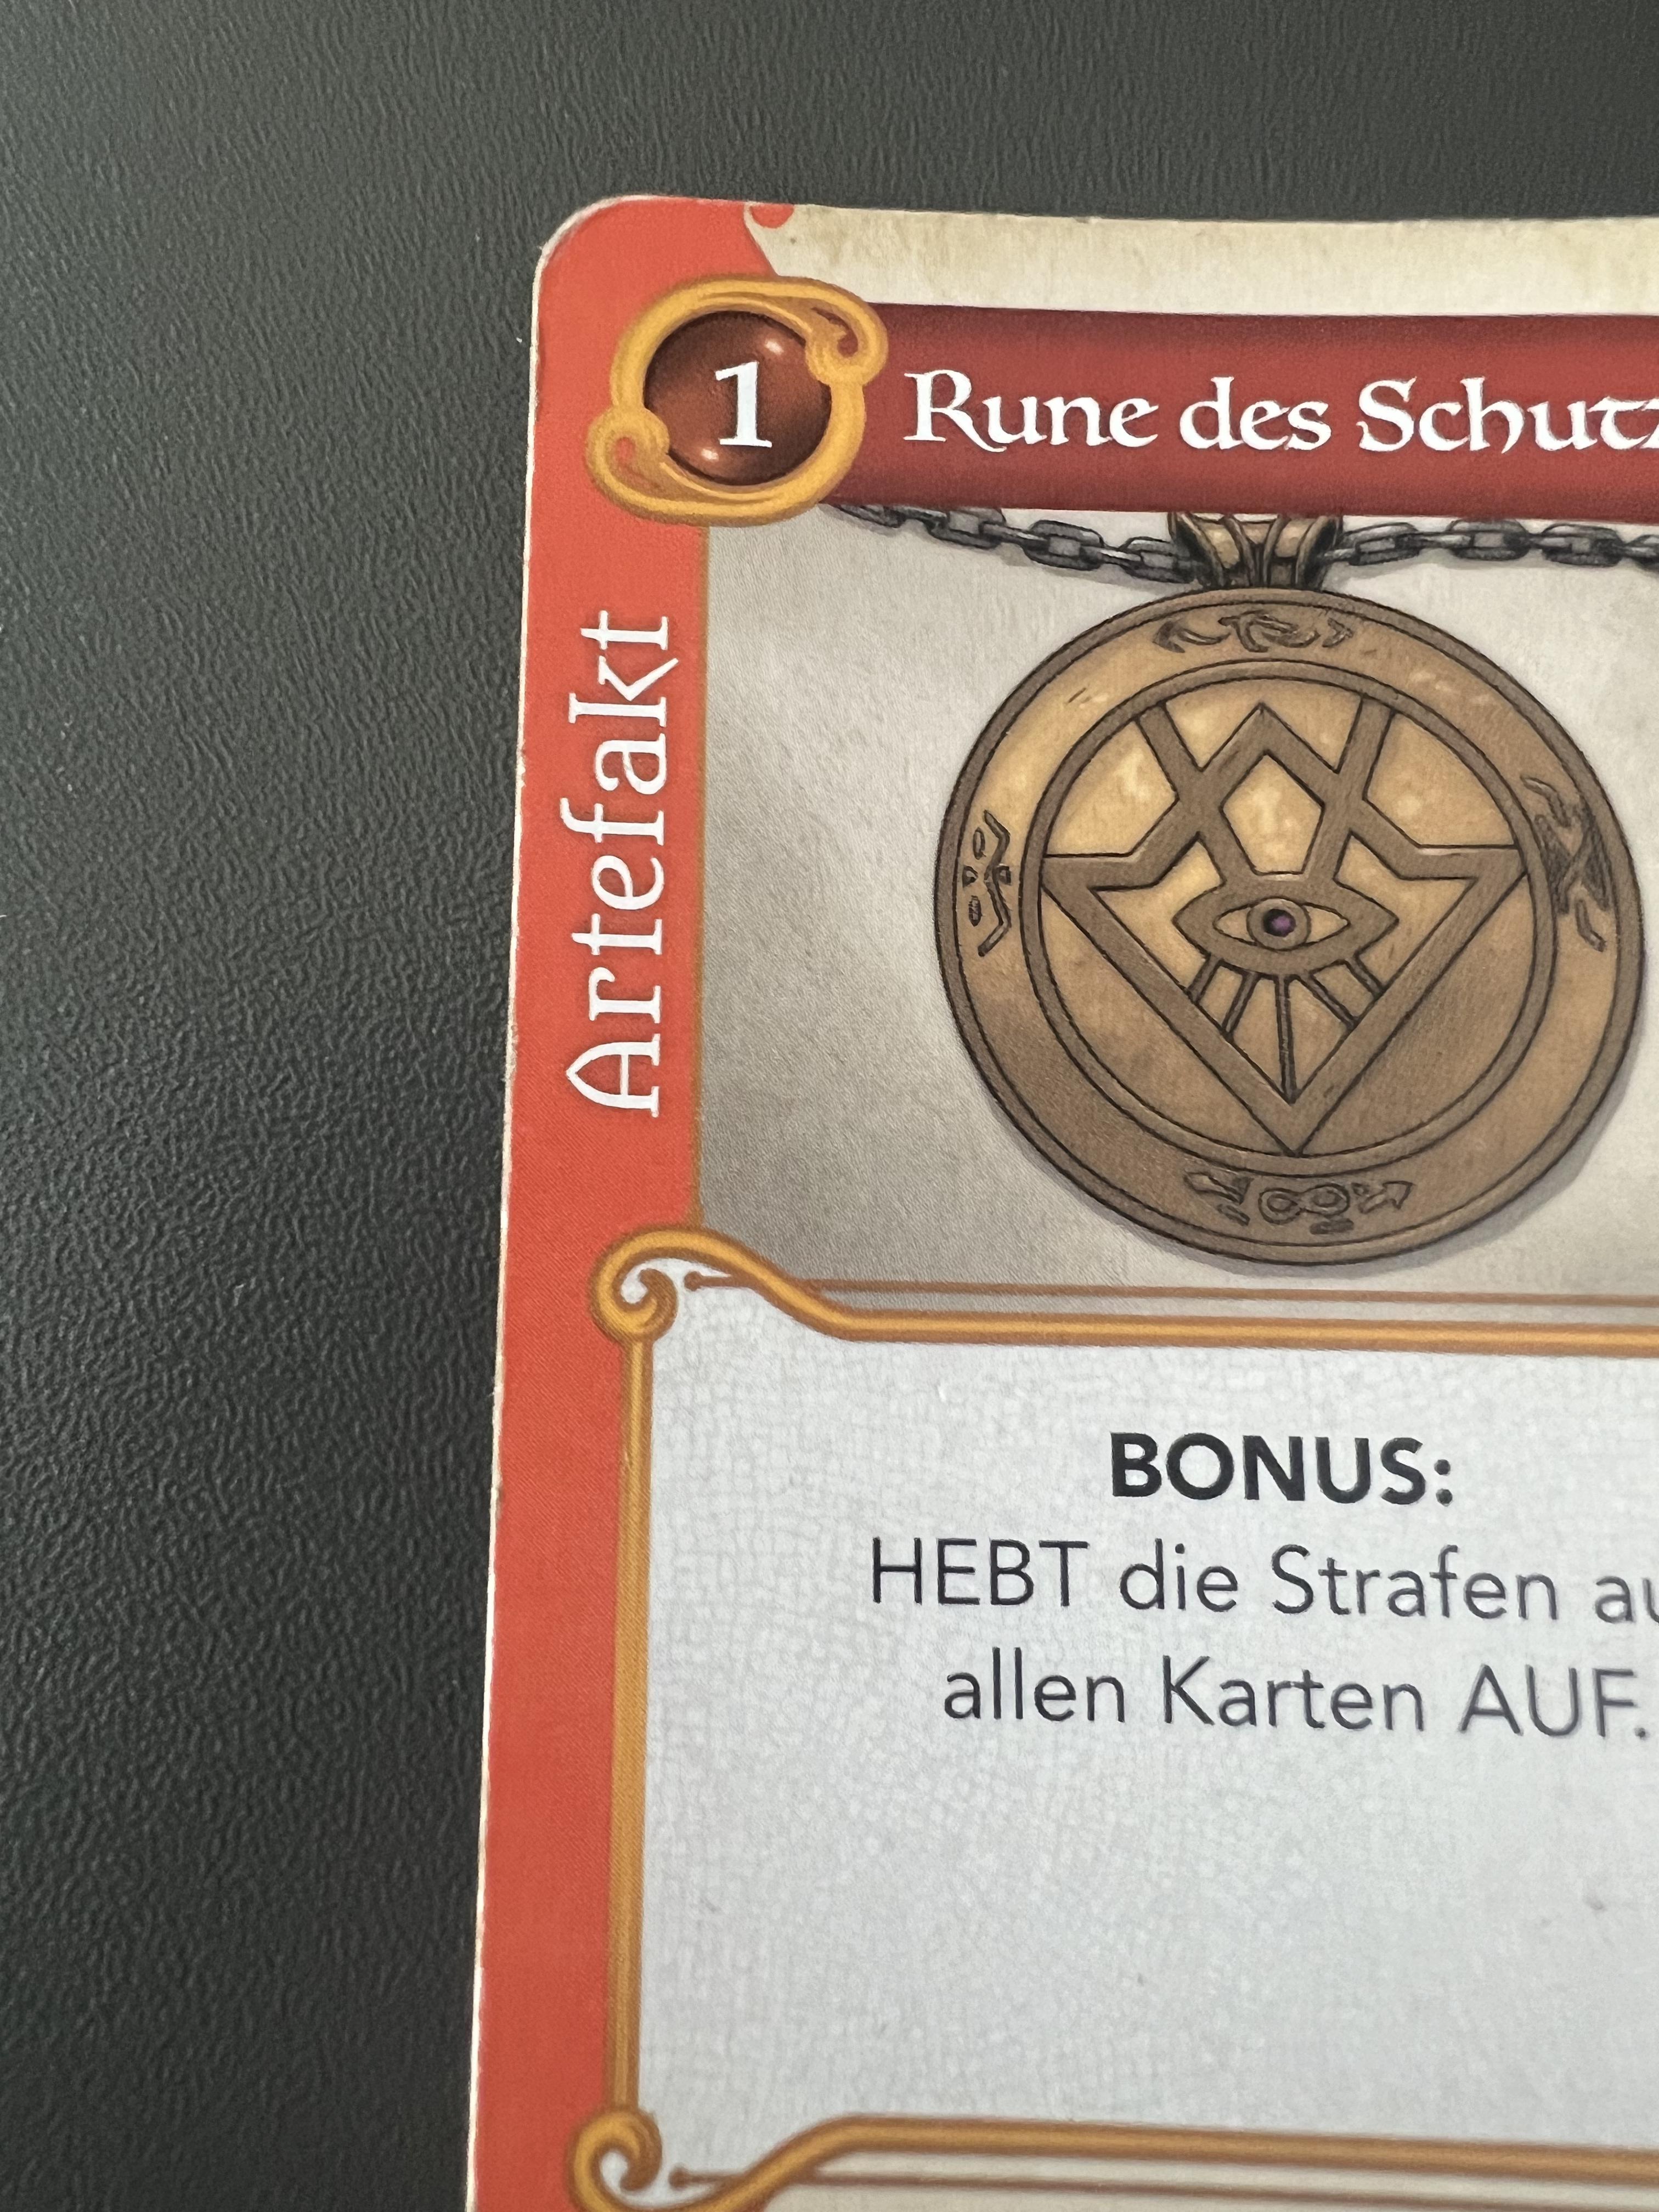 1
Rune des Schutz
Artefakt
BONUS:
HEBT die Strafen
allen Karten AUF.